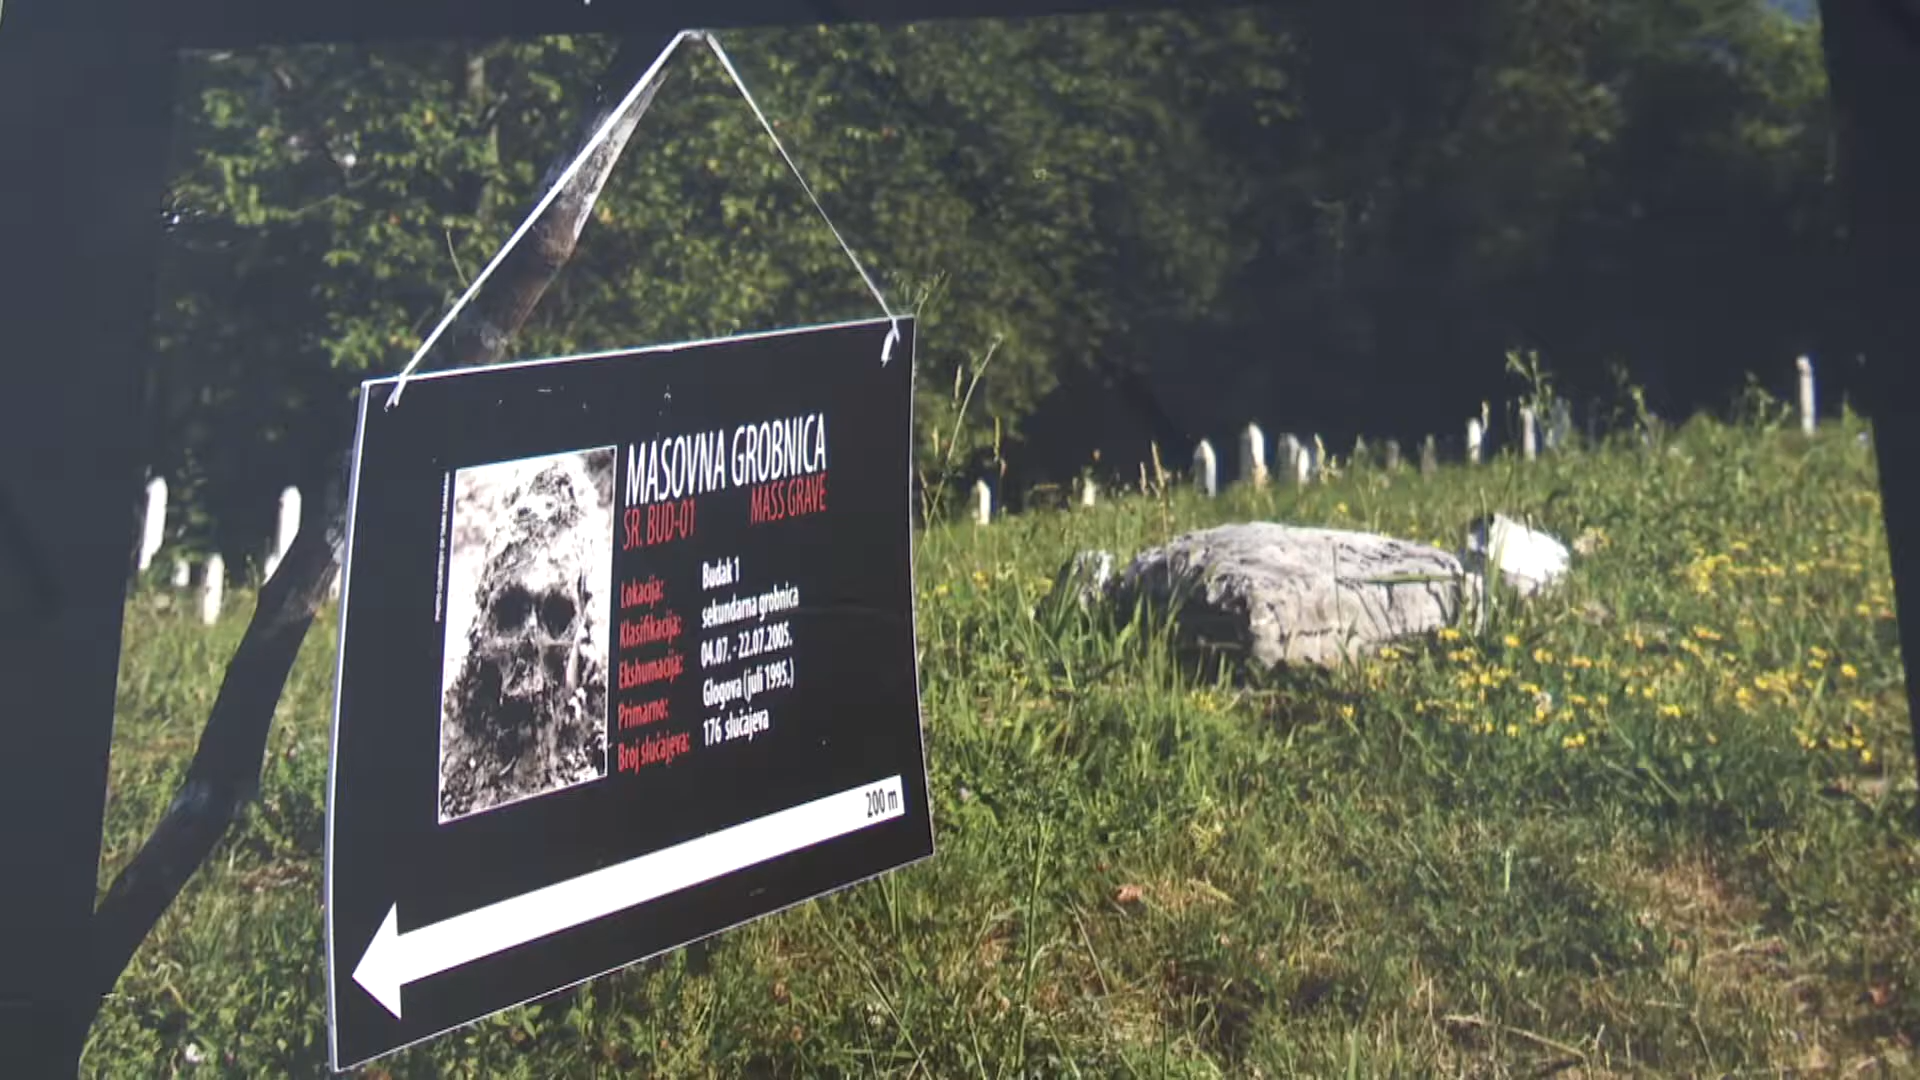 MASOVNA GROBNICA
SR. BUD-01 MASS GRAVE
Lokacija: Budak 1
Klasifikacija: sekundarna grobnica
Ekshumacija: 04.07. - 22.07.2005.
Primarno: Glogova (juli 1995.)
Broj slučajeva: 176 slučajeva
200 m